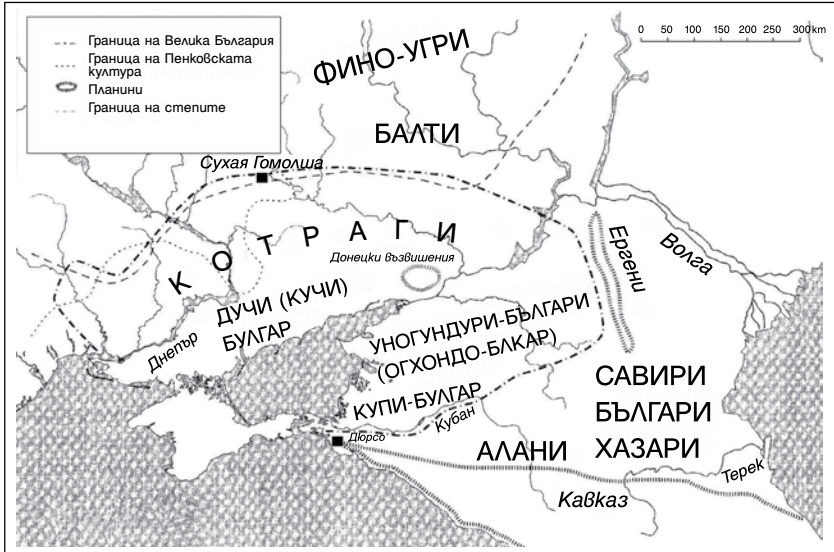 Граница на Велика България
Граница на Пенковската
култура
Планини
Граница на степите
0 50 100 150 200 250 300 km
ФИНО-УГРИ
БАЛТИ
Сухая Гомолша
КОТРАГИ
Донецки възвишения
Ергени
Волга
ДУЧИ (КУЧИ)
БУЛГАР
Днепър
УНОГУНДУРИ-БЪЛГАРИ
(ОГХОНДО-БЛКАР)
КУПИ-БУЛГАР
Кубан
Дюрсо
САВИРИ
БЪЛГАРИ
ХАЗАРИ
АЛАНИ
Терек
Кавказ